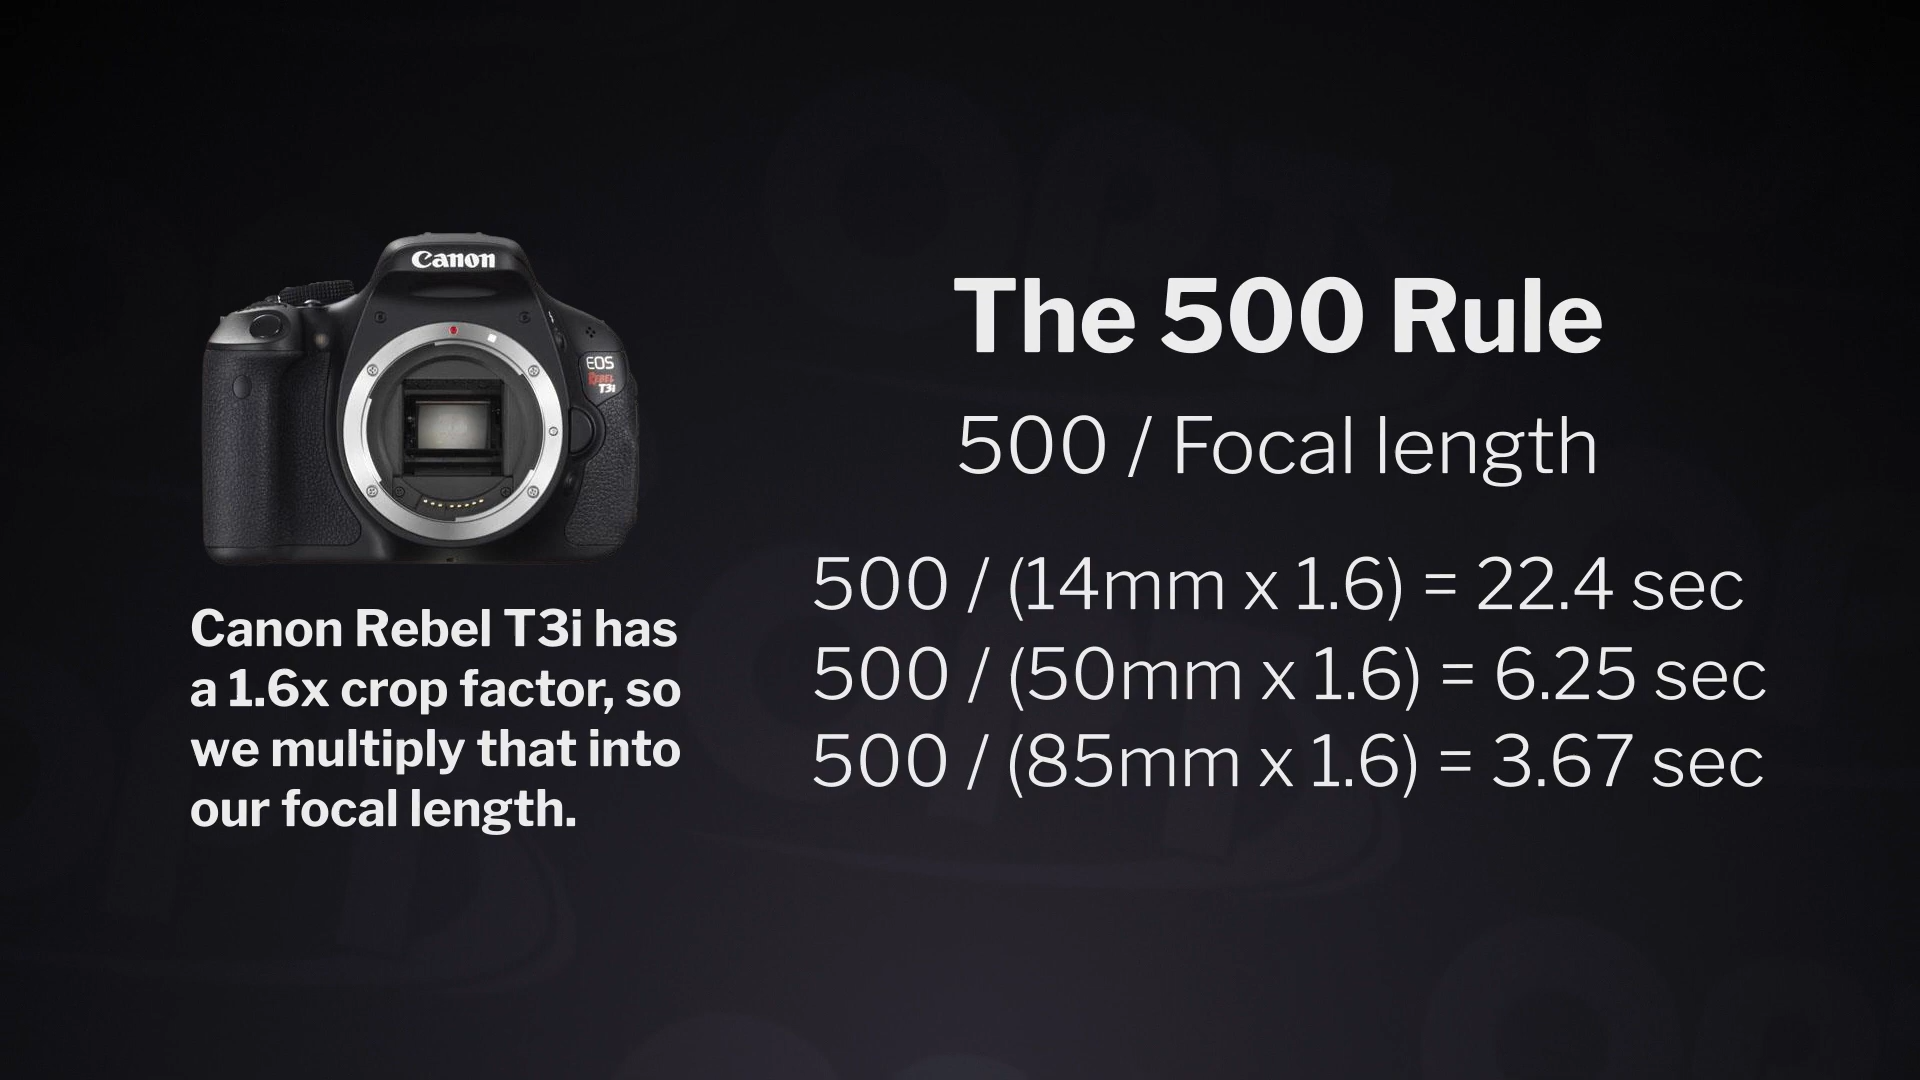 Canon
EOS
REBEL
T3i
Canon Rebel T3i has
a 1.6x crop factor, so
we multiply that into
our focal length.
The 500 Rule
500 / Focal length
500 / (14mm x 1.6) = 22.4 sec
500 / (50mm x 1.6) = 6.25 sec
500 / (85mm x 1.6) = 3.67 sec